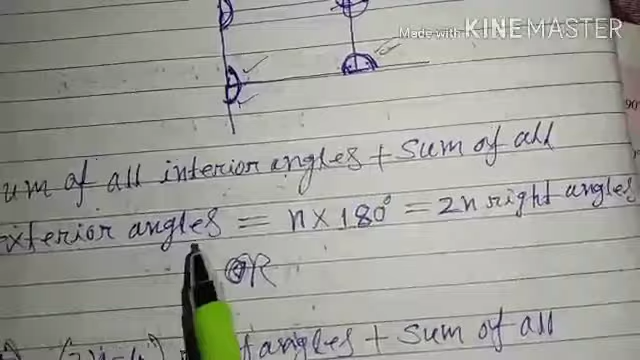 Made with KINEMASTER
90°
um of all interior angles + Sum of all
xterior angles = n × 180° = 2n right angles
OR
angles + Sum of all